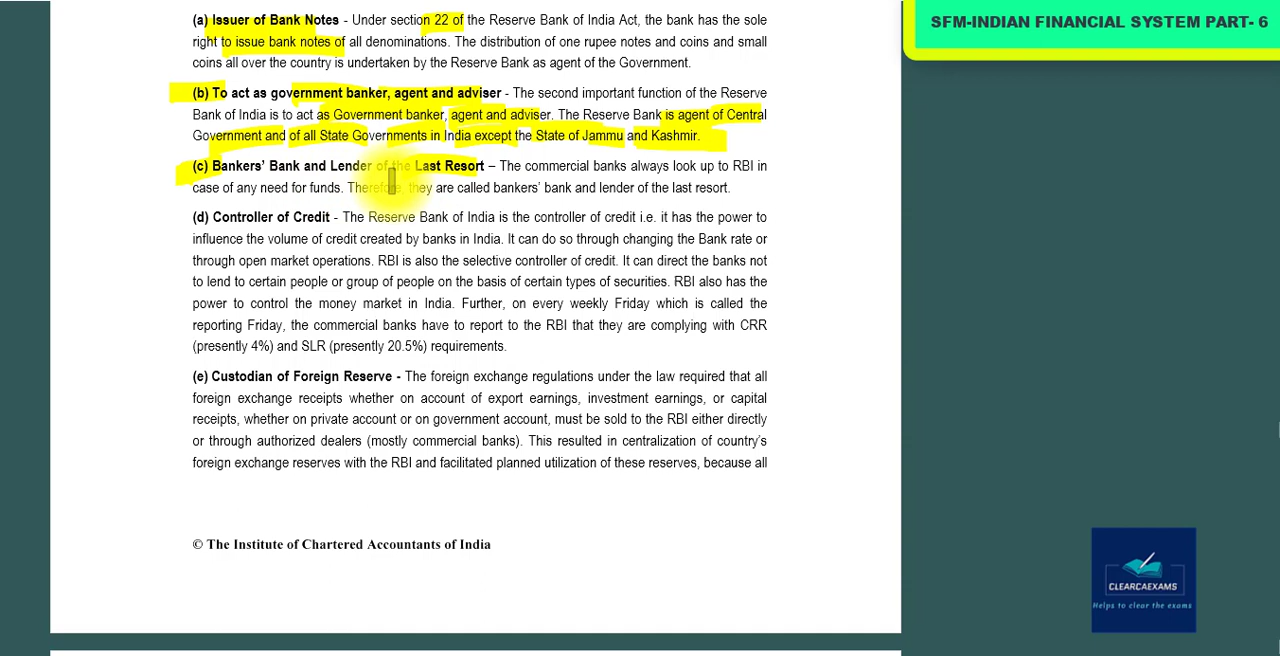 (a) Issuer of Bank Notes - Under section 22 of the Reserve Bank of India Act, the bank has the sole
right to issue bank notes of all denominations. The distribution of one rupee notes and coins and small
coins all over the country is undertaken by the Reserve Bank as agent of the Government.
(b) To act as government banker, agent and adviser - The second important function of the Reserve
Bank of India is to act as Government banker, agent and adviser. The Reserve Bank is agent of Central
Government and of all State Governments in India except the State of Jammu and Kashmir.
(c) Bankers' Bank and Lender of the Last Resort – The commercial banks always look up to RBI in
case of any need for funds. Therefore, they are called bankers' bank and lender of the last resort.
(d) Controller of Credit - The Reserve Bank of India is the controller of credit i.e. it has the power to
influence the volume of credit created by banks in India. It can do so through changing the Bank rate or
through open market operations. RBI is also the selective controller of credit. It can direct the banks not
to lend to certain people or group of people on the basis of certain types of securities. RBI also has the
power to control the money market in India. Further, on every weekly Friday which is called the
reporting Friday, the commercial banks have to report to the RBI that they are complying with CRR
(presently 4%) and SLR (presently 20.5%) requirements.
(e) Custodian of Foreign Reserve - The foreign exchange regulations under the law required that all
foreign exchange receipts whether on account of export earnings, investment earnings, or capital
receipts, whether on private account or on government account, must be sold to the RBI either directly
or through authorized dealers (mostly commercial banks). This resulted in centralization of country's
foreign exchange reserves with the RBI and facilitated planned utilization of these reserves, because all
© The Institute of Chartered Accountants of India
SFM-INDIAN FINANCIAL SYSTEM PART- 6
CLEARCAEXAMS
Helps to clear the exams